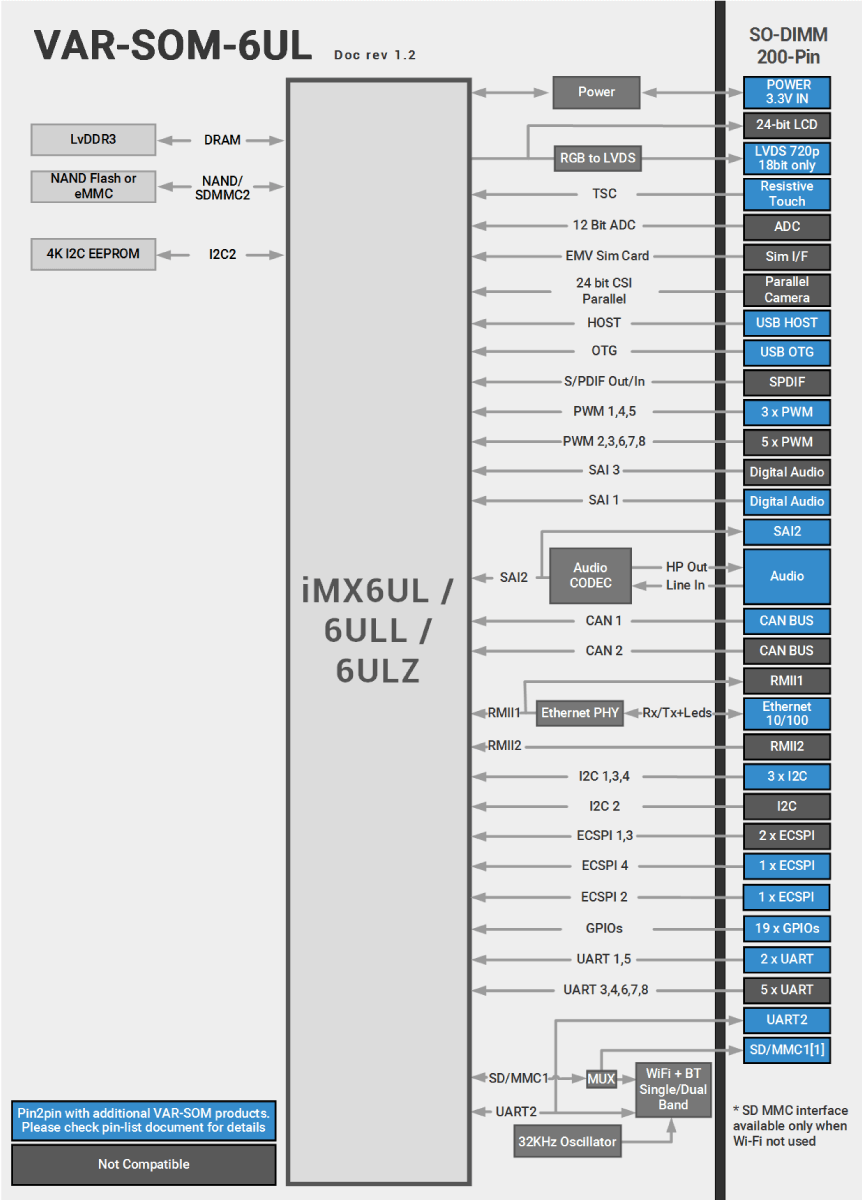 VAR-SOM-6UL Doc rev 1.2
SO-DIMM
200-Pin
LvDDR3
DRAM
NAND Flash or
eMMC
NAND/
SDMMC2
4K I2C EEPROM
I2C2
iMX6UL /
6ULL /
6ULZ
Power
POWER
3.3V IN
24-bit LCD
RGB to LVDS
LVDS 720p
18bit only
TSC
Resistive
Touch
12 Bit ADC
ADC
EMV Sim Card
Sim I/F
24 bit CSI
Parallel
Parallel
Camera
HOST
USB HOST
OTG
USB OTG
S/PDIF Out/In
SPDIF
PWM 1,4,5
3 x PWM
PWM 2,3,6,7,8
5 x PWM
SAI 3
Digital Audio
SAI 1
Digital Audio
SAI2
SAI2
Audio
CODEC
HP Out
Line In
Audio
CAN 1
CAN BUS
CAN 2
CAN BUS
RMII1
RMII1
Ethernet PHY
Rx/Tx+Leds
Ethernet
10/100
RMII2
RMII2
I2C 1,3,4
3 x I2C
I2C 2
I2C
ECSPI 1,3
2 x ECSPI
ECSPI 4
1 x ECSPI
ECSPI 2
1 x ECSPI
GPIOs
19 x GPIOs
UART 1,5
2 x UART
UART 3,4,6,7,8
5 x UART
UART2
SD/MMC1[1]
SD/MMC1
MUX
WiFi + BT
Single/Dual
Band
UART2
32KHz Oscillator
* SD MMC interface
available only when
Wi-Fi not used
Pin2pin with additional VAR-SOM products.
Please check pin-list document for details
Not Compatible